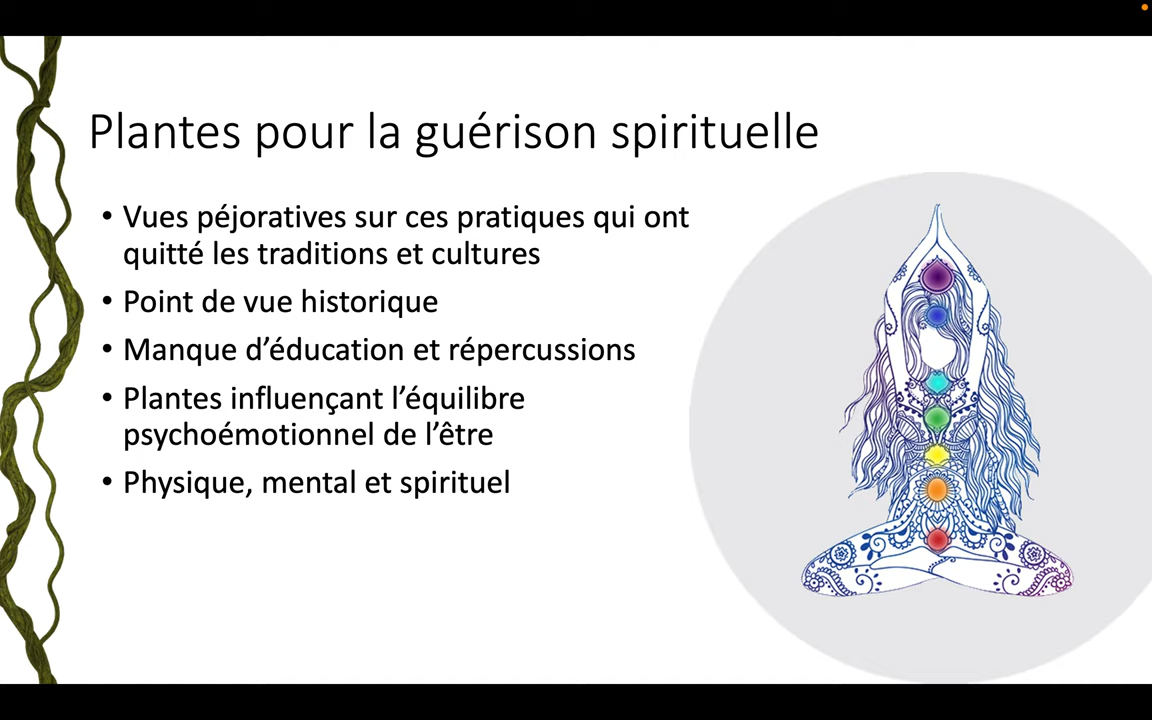 Plantes pour la guérison spirituelle
• Vues péjoratives sur ces pratiques qui ont
quitté les traditions et cultures
• Point de vue historique
• Manque d’éducation et répercussions
• Plantes influençant l’équilibre
psychoémotionnel de l’être
• Physique, mental et spirituel